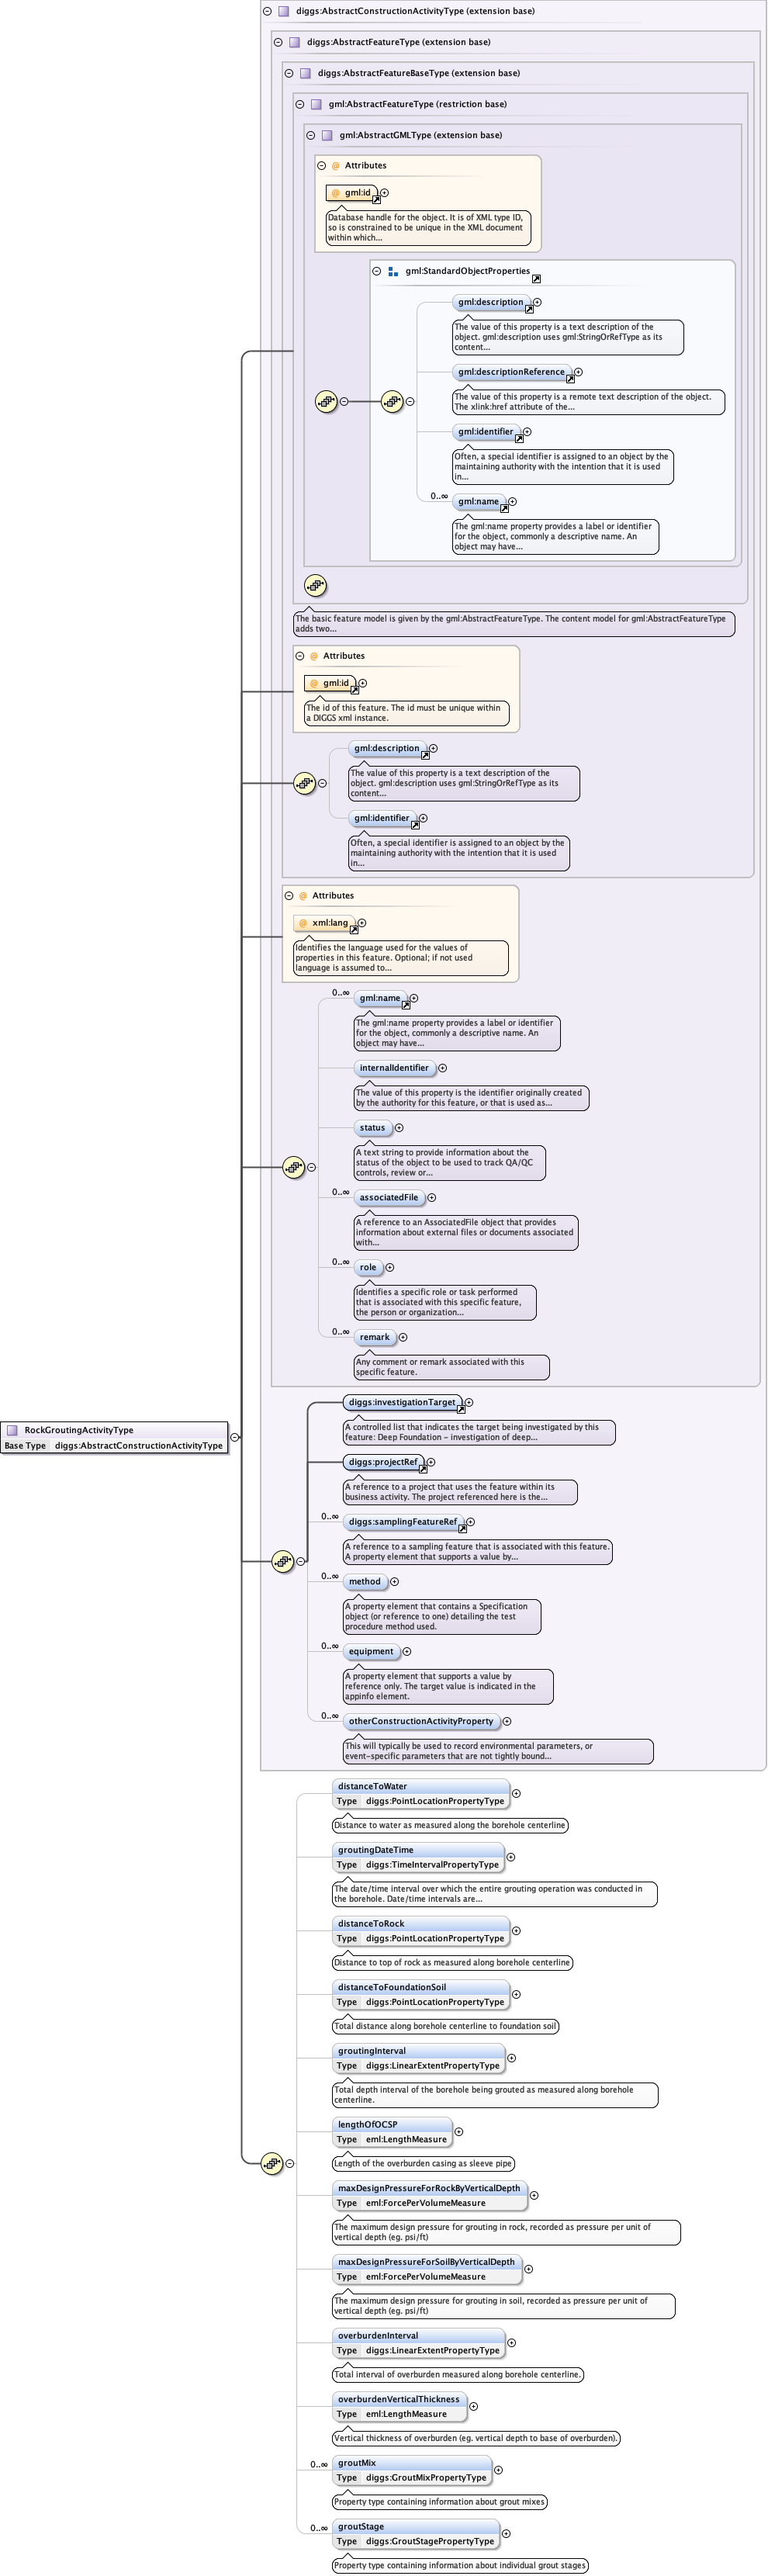 diggs:AbstractConstructionActivityType (extension base)
diggs:AbstractFeatureType (extension base)
diggs:AbstractFeatureBaseType (extension base)
gml:AbstractFeatureType (restriction base)
gml:AbstractGMLType (extension base)
@ Attributes
@ gml:id
Database handle for the object. It is of XML type ID,
so is constrained to be unique in the XML document
within which...
gml:StandardObjectProperties
gml:description
The value of this property is a text description of the
object. gml:description uses gml:StringOrRefType as its
content...
gml:descriptionReference
The value of this property is a remote text description of the object.
The xlink:href attribute of the...
gml:identifier
Often, a special identifier is assigned to an object by the
maintaining authority with the intention that it is used
in...
0..∞
gml:name
The gml:name property provides a label or identifier
for the object, commonly a descriptive name. An
object may have...
The basic feature model is given by the gml:AbstractFeatureType. The content model for gml:AbstractFeatureType
adds two...
@ Attributes
@ gml:id
The id of this feature. The id must be unique within
a DIGGS xml instance.
gml:description
The value of this property is a text description of the
object. gml:description uses gml:StringOrRefType as its
content...
gml:identifier
Often, a special identifier is assigned to an object by the
maintaining authority with the intention that it is used
in...
@ Attributes
@ xml:lang
Identifies the language used for the values of
properties in this feature. Optional; if not used
language is assumed to...
0..∞
gml:name
The gml:name property provides a label or identifier
for the object, commonly a descriptive name. An
object may have...
internalIdentifier
The value of this property is the identifier originally created
by the authority for this feature, or that is used as...
status
A text string to provide information about the
status of the object to be used to track QA/QC
controls, review or...
0..∞
associatedFile
A reference to an AssociatedFile object that provides
information about external files or documents associated
with...
0..∞
role
Identifies a specific role or task performed
that is associated with this specific feature,
the person or organization...
0..∞
remark
Any comment or remark associated with this
specific feature.
diggs:investigationTarget
A controlled list that indicates the target being investigated by this
feature: Deep Foundation - investigation of deep...
RockGroutingActivityType
Base Type diggs:AbstractConstructionActivityType
diggs:projectRef
A reference to a project that uses the feature within its
business activity. The project referenced here is the...
0..∞
diggs:samplingFeatureRef
A reference to a sampling feature that is associated with this feature.
A property element that supports a value by...
0..∞
method
A property element that contains a Specification
object (or reference to one) detailing the test
procedure method used.
0..∞
equipment
A property element that supports a value by
reference only. The target value is indicated in the
appinfo element.
0..∞
otherConstructionActivityProperty
This will typically be used to record environmental parameters, or
event-specific parameters that are not tightly bound...
distanceToWater
Type diggs:PointLocationPropertyType
Distance to water as measured along the borehole centerline
groutingDateTime
Type diggs:TimeIntervalPropertyType
The date/time interval over which the entire grouting operation was conducted in
the borehole. Date/time intervals are...
distanceToRock
Type diggs:PointLocationPropertyType
Distance to top of rock as measured along borehole centerline
distanceToFoundationSoil
Type diggs:PointLocationPropertyType
Total distance along borehole centerline to foundation soil
groutingInterval
Type diggs:LinearExtentPropertyType
Total depth interval of the borehole being grouted as measured along borehole
centerline.
lengthOfOCSP
Type eml:LengthMeasure
Length of the overburden casing as sleeve pipe
maxDesignPressureForRockByVerticalDepth
Type eml:ForcePerVolumeMeasure
The maximum design pressure for grouting in rock, recorded as pressure per unit of
vertical depth (eg. psi/ft)
maxDesignPressureForSoilByVerticalDepth
Type eml:ForcePerVolumeMeasure
The maximum design pressure for grouting in soil, recorded as pressure per unit of
vertical depth (eg. psi/ft)
overburdenInterval
Type diggs:LinearExtentPropertyType
Total interval of overburden measured along borehole centerline.
overburdenVerticalThickness
Type eml:LengthMeasure
Vertical thickness of overburden (eg. vertical depth to base of overburden).
0..∞
groutMix
Type diggs:GroutMixPropertyType
Property type containing information about grout mixes
0..∞
groutStage
Type diggs:GroutStagePropertyType
Property type containing information about individual grout stages